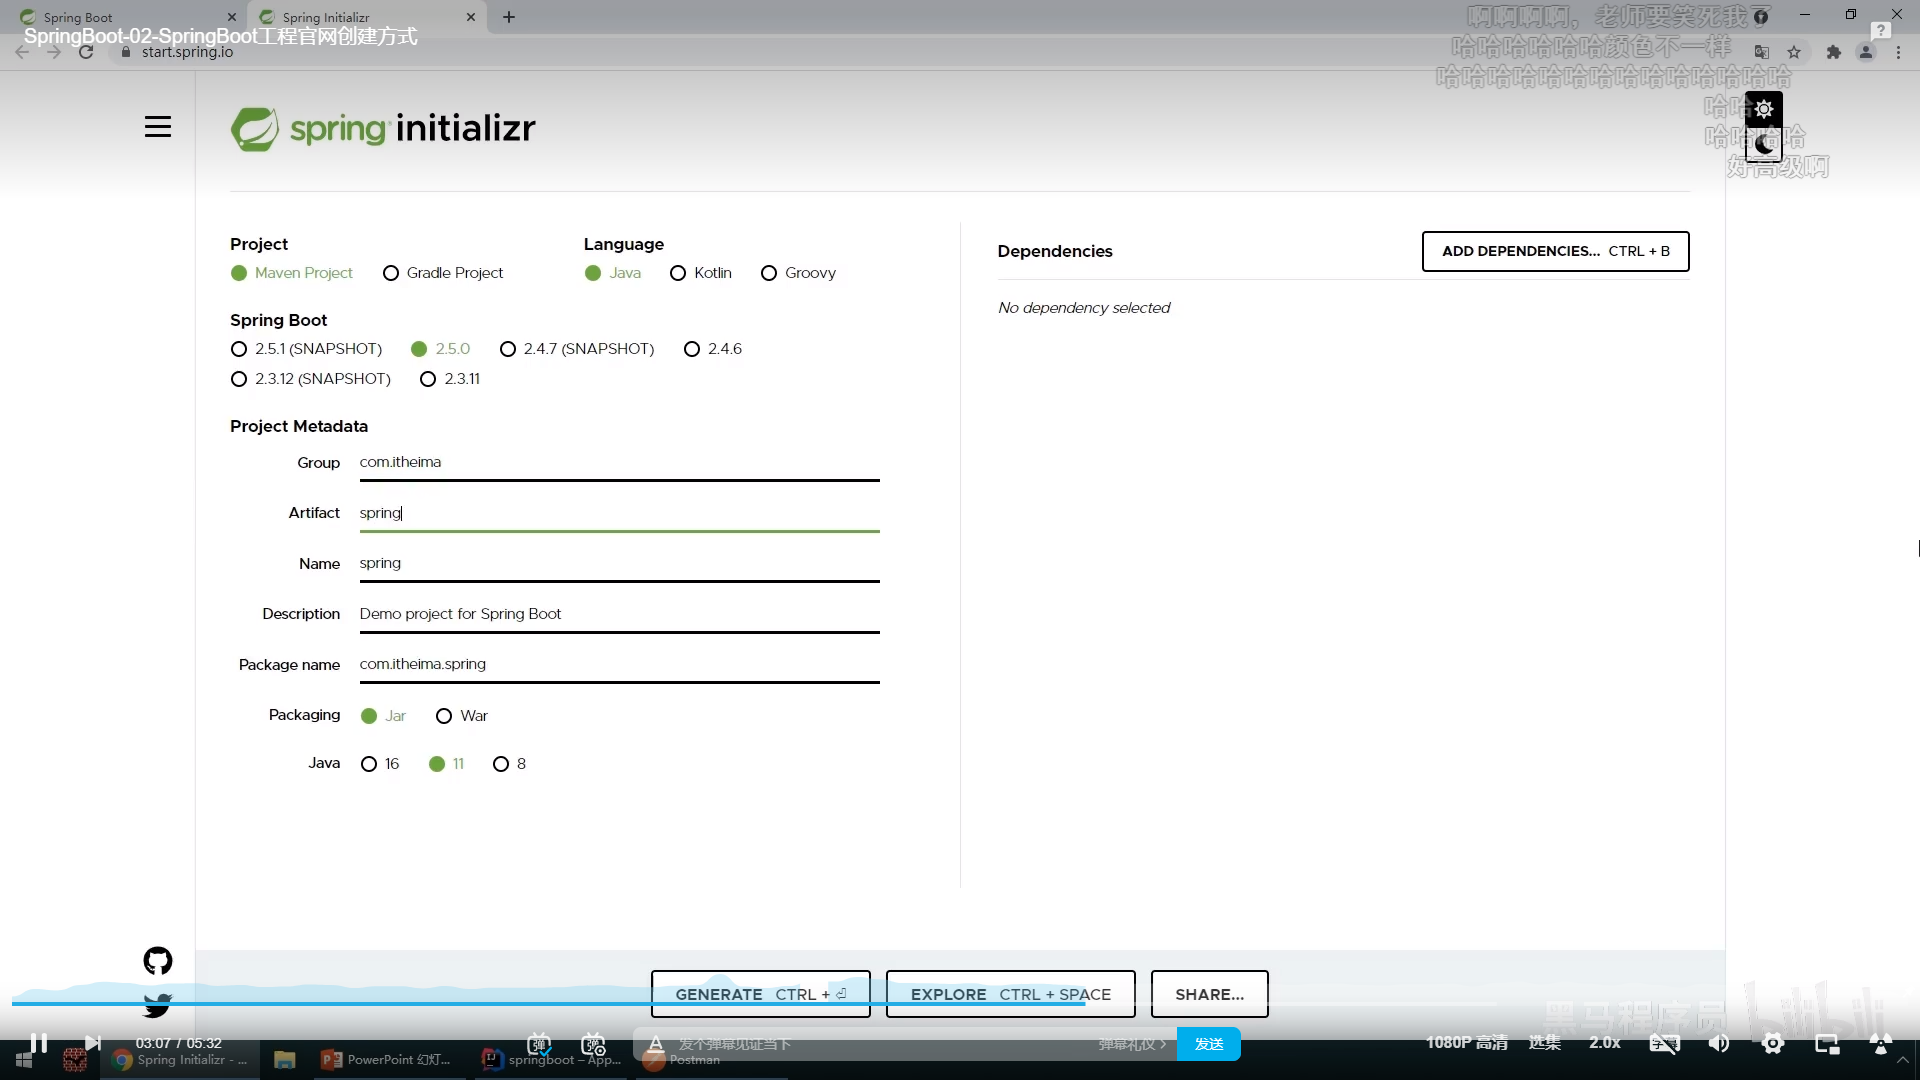 Spring Boot
Spring Initializr
SpringBoot-02-SpringBoot工程官网创建方式
start.spring.io
啊啊啊啊，老师要笑死我了
哈哈哈哈哈哈颜色不一样
哈哈哈哈哈哈哈哈哈哈哈哈哈哈
哈哈
哈哈哈哈
好高级啊
spring initializr
Project
Maven Project
Gradle Project
Language
Java
Kotlin
Groovy
Dependencies
ADD DEPENDENCIES... CTRL + B
No dependency selected
Spring Boot
2.5.1 (SNAPSHOT)
2.5.0
2.4.7 (SNAPSHOT)
2.4.6
2.3.12 (SNAPSHOT)
2.3.11
Project Metadata
Group
com.itheima
Artifact
spring
Name
spring
Description
Demo project for Spring Boot
Package name
com.itheima.spring
Packaging
Jar
War
Java
16
11
8
GENERATE CTRL + ⏎
EXPLORE CTRL + SPACE
SHARE...
黑马程序员
bilibili
03:07 / 05:32
弹
弹
发个弹幕见证当下
弹幕礼仪 >
发送
1080P 高清
选集
2.0x
字幕
Spring Initializr - ...
PowerPoint 幻灯...
springboot – App...
Postman